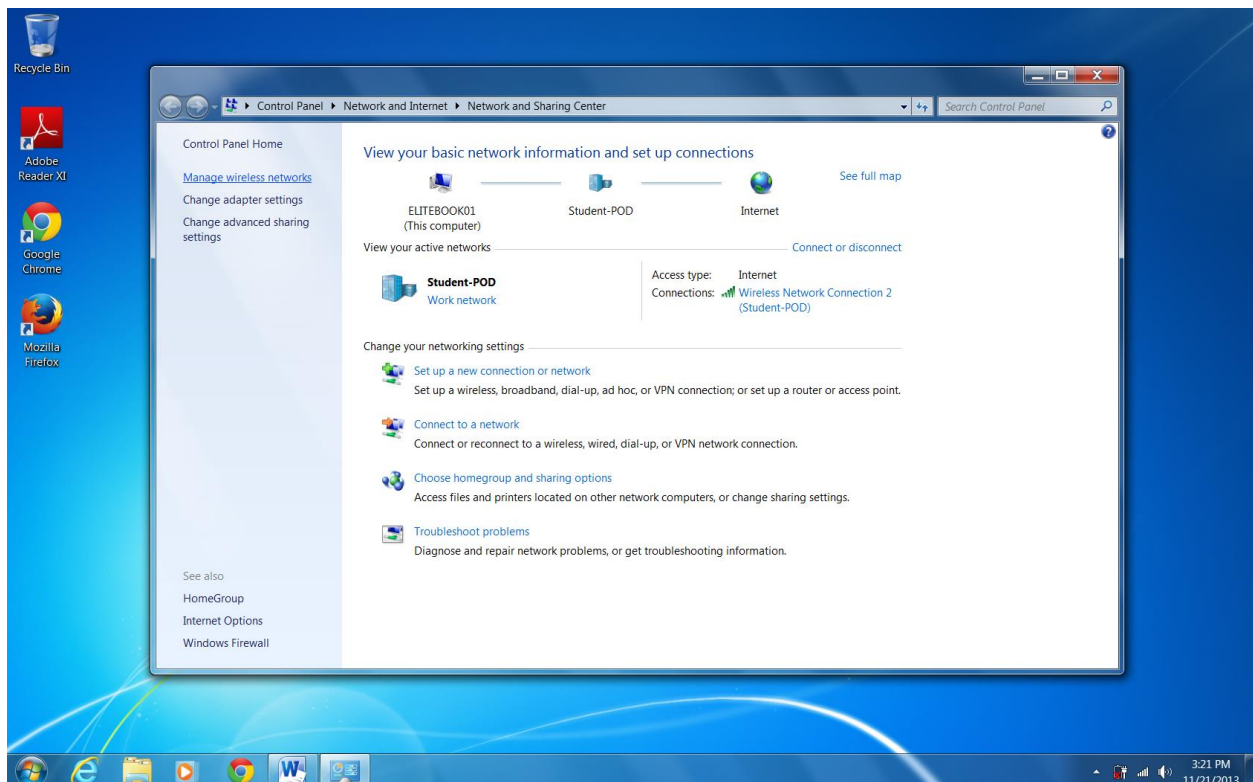 Recycle Bin
Adobe
Reader XI
Google
Chrome
Mozilla
Firefox
Control Panel
Network and Internet
Network and Sharing Center
Search Control Panel
Control Panel Home
Manage wireless networks
Change adapter settings
Change advanced sharing
settings
See also
HomeGroup
Internet Options
Windows Firewall
View your basic network information and set up connections
See full map
ELITEBOOK01
(This computer)
Student-POD
Internet
View your active networks
Connect or disconnect
Student-POD
Work network
Access type: Internet
Connections: Wireless Network Connection 2
(Student-POD)
Change your networking settings
Set up a new connection or network
Set up a wireless, broadband, dial-up, ad hoc, or VPN connection; or set up a router or access point.
Connect to a network
Connect or reconnect to a wireless, wired, dial-up, or VPN network connection.
Choose homegroup and sharing options
Access files and printers located on other network computers, or change sharing settings.
Troubleshoot problems
Diagnose and repair network problems, or get troubleshooting information.
3:21 PM
11/21/2013